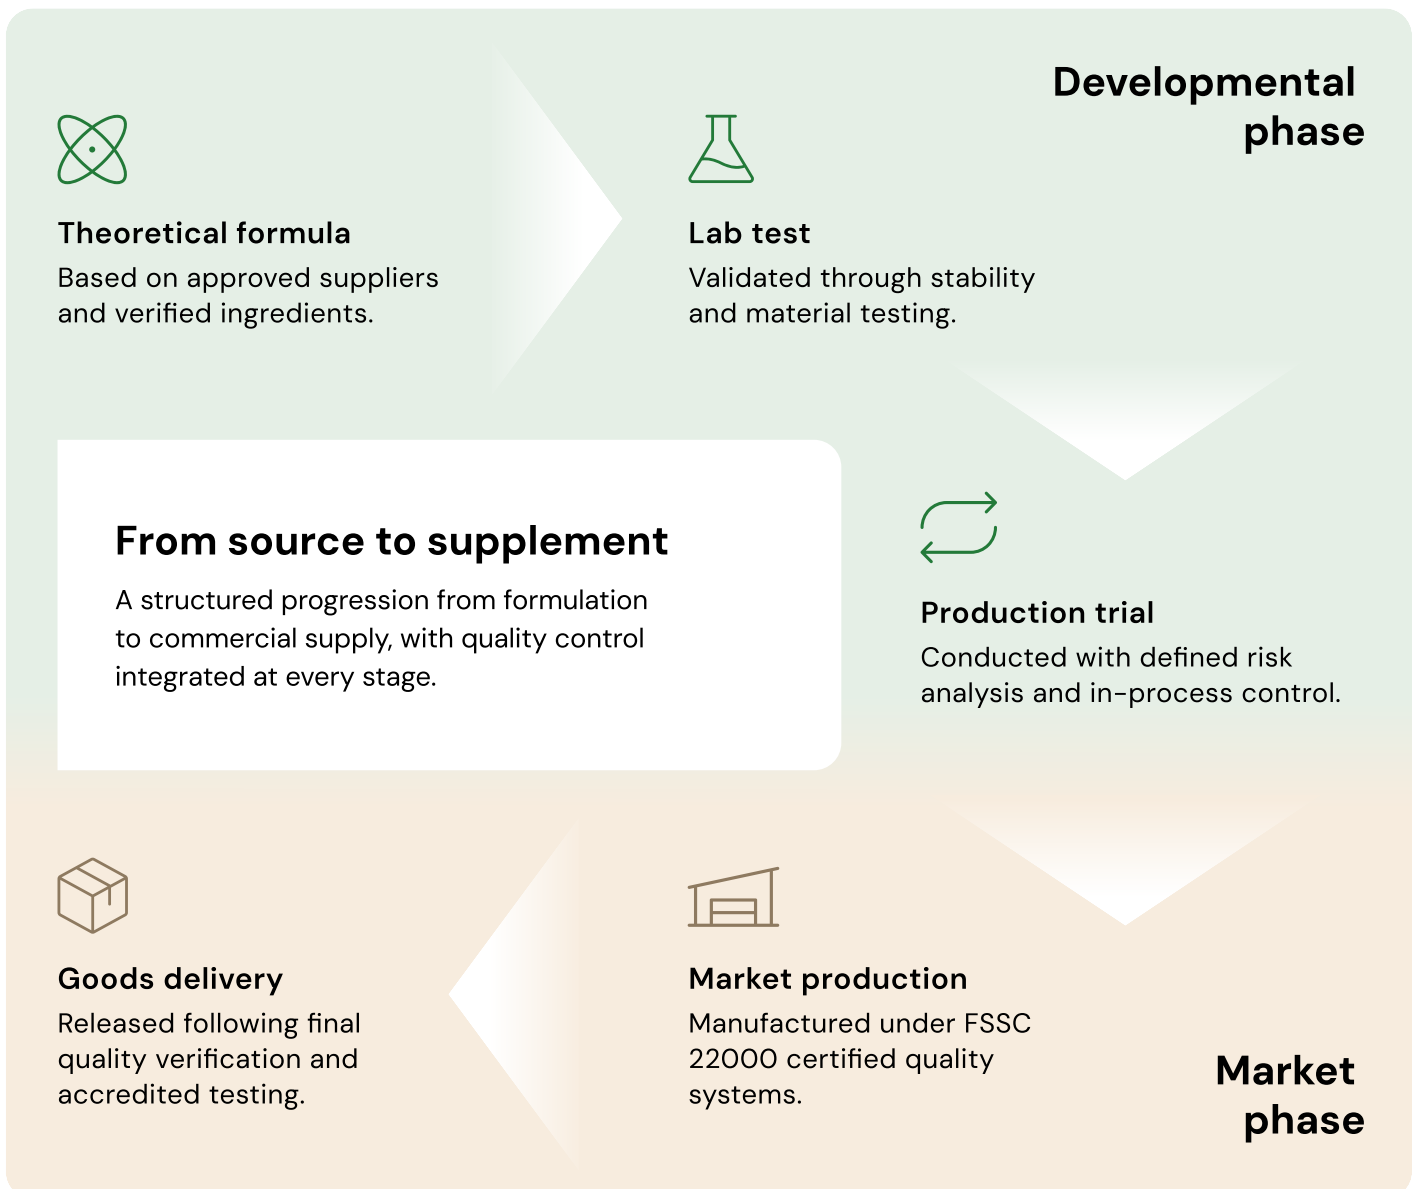 Developmental
phase
Theoretical formula
Based on approved suppliers
and verified ingredients.
Lab test
Validated through stability
and material testing.
From source to supplement
A structured progression from formulation
to commercial supply, with quality control
integrated at every stage.
Production trial
Conducted with defined risk
analysis and in-process control.
Goods delivery
Released following final
quality verification and
accredited testing.
Market production
Manufactured under FSSC
22000 certified quality
systems.
Market
phase